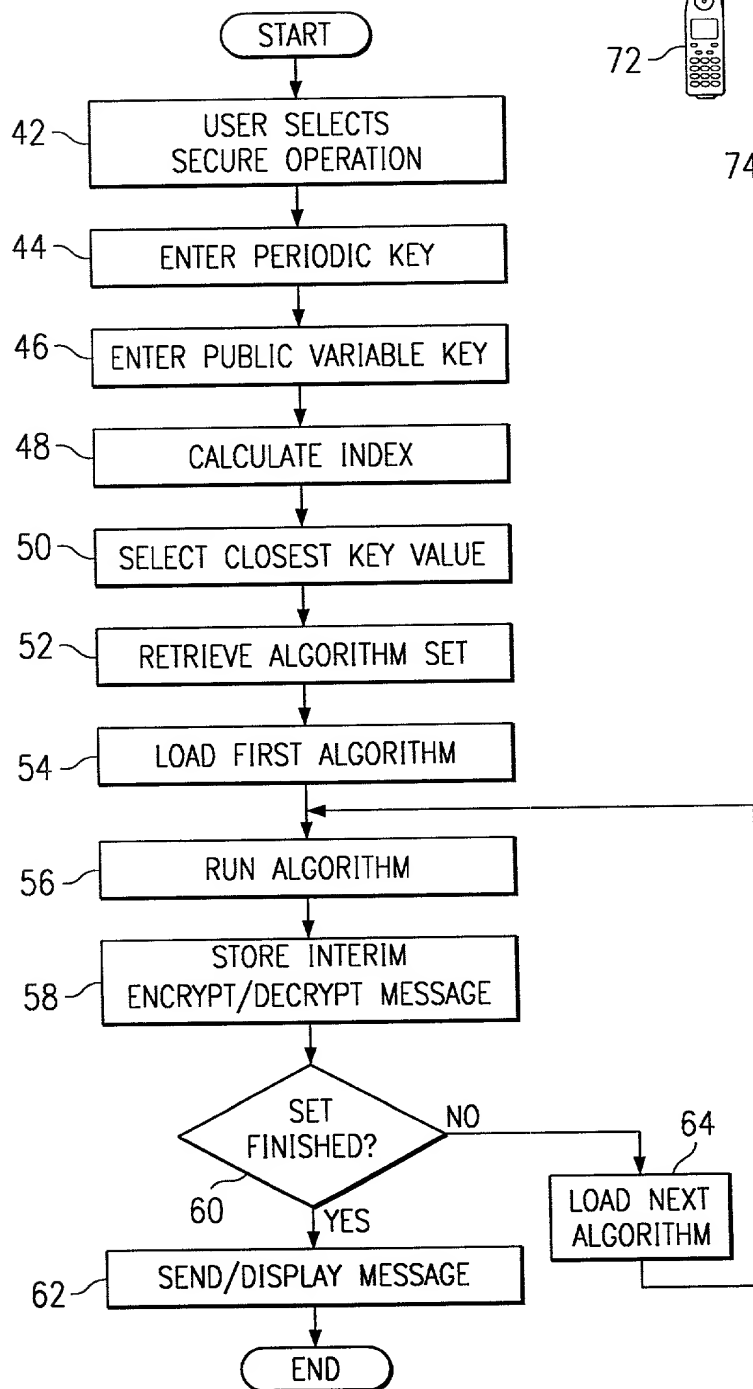 START
72
42
USER SELECTS
SECURE OPERATION
74
44
ENTER PERIODIC KEY
46
ENTER PUBLIC VARIABLE KEY
48
CALCULATE INDEX
50
SELECT CLOSEST KEY VALUE
52
RETRIEVE ALGORITHM SET
54
LOAD FIRST ALGORITHM
56
RUN ALGORITHM
58
STORE INTERIM
ENCRYPT/DECRYPT MESSAGE
SET
FINISHED?
NO
60
YES
64
LOAD NEXT
ALGORITHM
62
SEND/DISPLAY MESSAGE
END